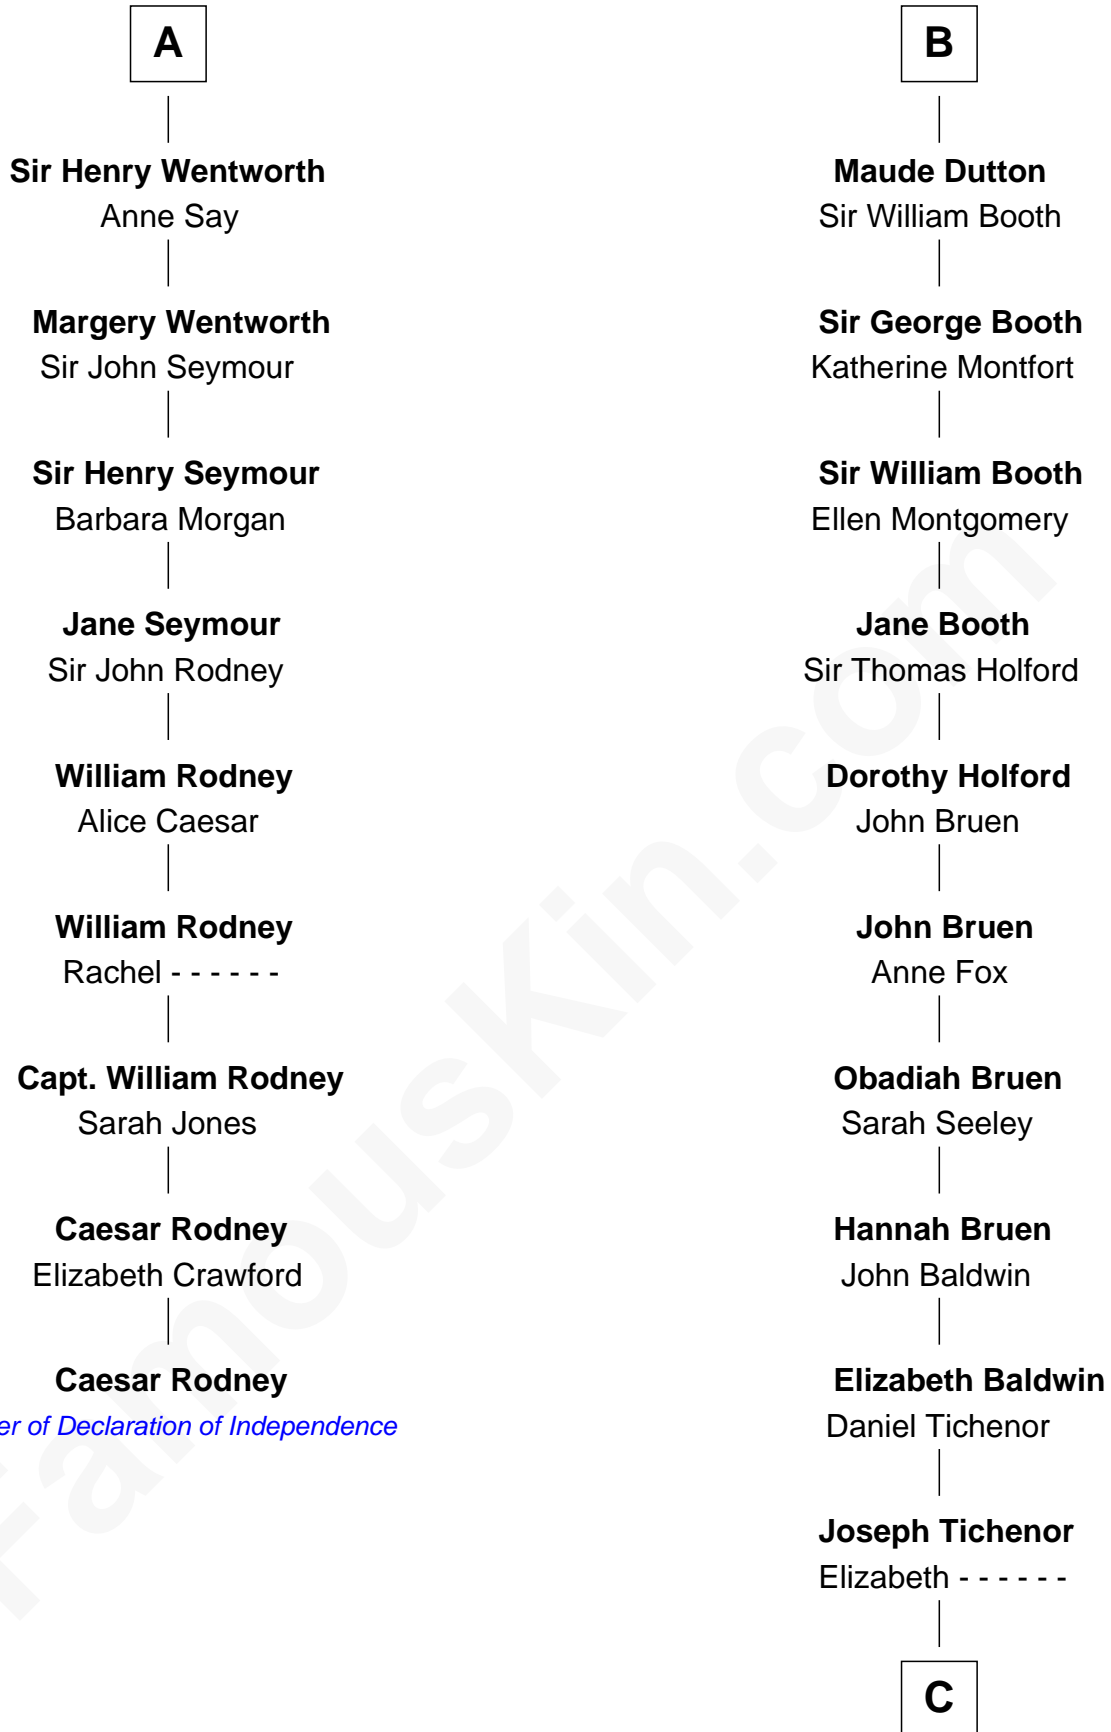 A
Sir Henry Wentworth
Anne Say
Margery Wentworth
Sir John Seymour
Sir Henry Seymour
Barbara Morgan
Jane Seymour
Sir John Rodney
William Rodney
Alice Caesar
William Rodney
Rachel - - - - - -
Capt. William Rodney
Sarah Jones
Caesar Rodney
Elizabeth Crawford
Caesar Rodney
of Declaration of Independence
B
Maude Dutton
Sir William Booth
Sir George Booth
Katherine Montfort
Sir William Booth
Ellen Montgomery
Jane Booth
Sir Thomas Holford
Dorothy Holford
John Bruen
John Bruen
Anne Fox
Obadiah Bruen
Sarah Seeley
Hannah Bruen
John Baldwin
Elizabeth Baldwin
Daniel Tichenor
Joseph Tichenor
Elizabeth - - - - - -
C
FamousKin.com